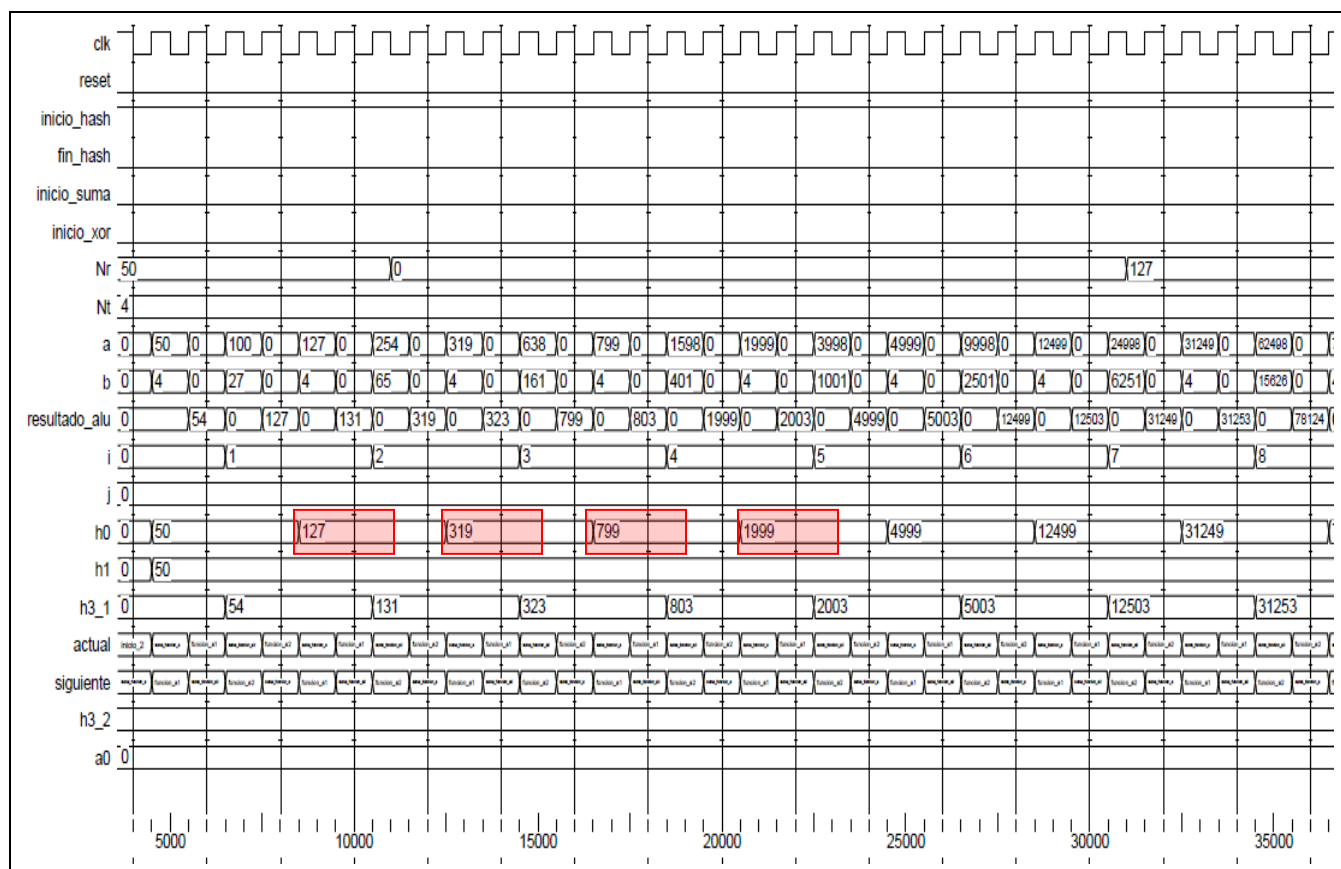 clk
reset
inicio_hash
fin_hash
inicio_suma
inicio_xor
Nr 50 0 127
Nt 4
a 0 50 0 100 0 127 0 254 0 319 0 638 0 799 0 1598 0 1999 0 3998 0 4999 0 9998 0 12499 0 24998 0 31249 0 62498 0
b 0 4 0 27 0 4 0 65 0 4 0 161 0 4 0 401 0 4 0 1001 0 4 0 2501 0 4 0 6251 0 4 0 15626 0
resultado_alu 0 54 0 127 0 131 0 319 0 323 0 799 0 803 0 1999 0 2003 0 4999 0 5003 0 12499 0 12503 0 31249 0 31253 0 78124
i 0 1 2 3 4 5 6 7 8
j 0
h0 0 50 127 319 799 1999 4999 12499 31249
h1 0 50
h3_1 0 54 131 323 803 2003 5003 12503 31253
actual inicio_2
siguiente
h3_2
a0 0
5000 10000 15000 20000 25000 30000 35000